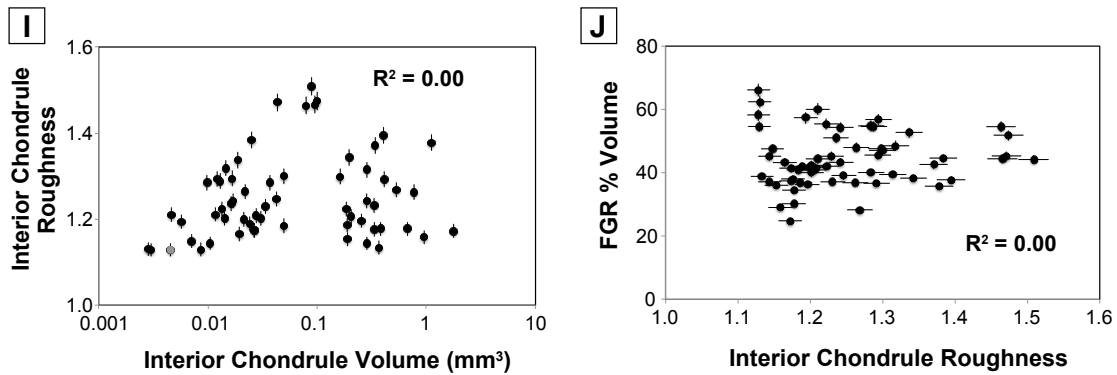 I
Interior Chondrule
Roughness
1.6
1.4
1.2
1.0
R² = 0.00
0.001
0.01
0.1
1
10
Interior Chondrule Volume (mm³)
J
FGR % Volume
80
60
40
20
0
R² = 0.00
1.0
1.1
1.2
1.3
1.4
1.5
1.6
Interior Chondrule Roughness